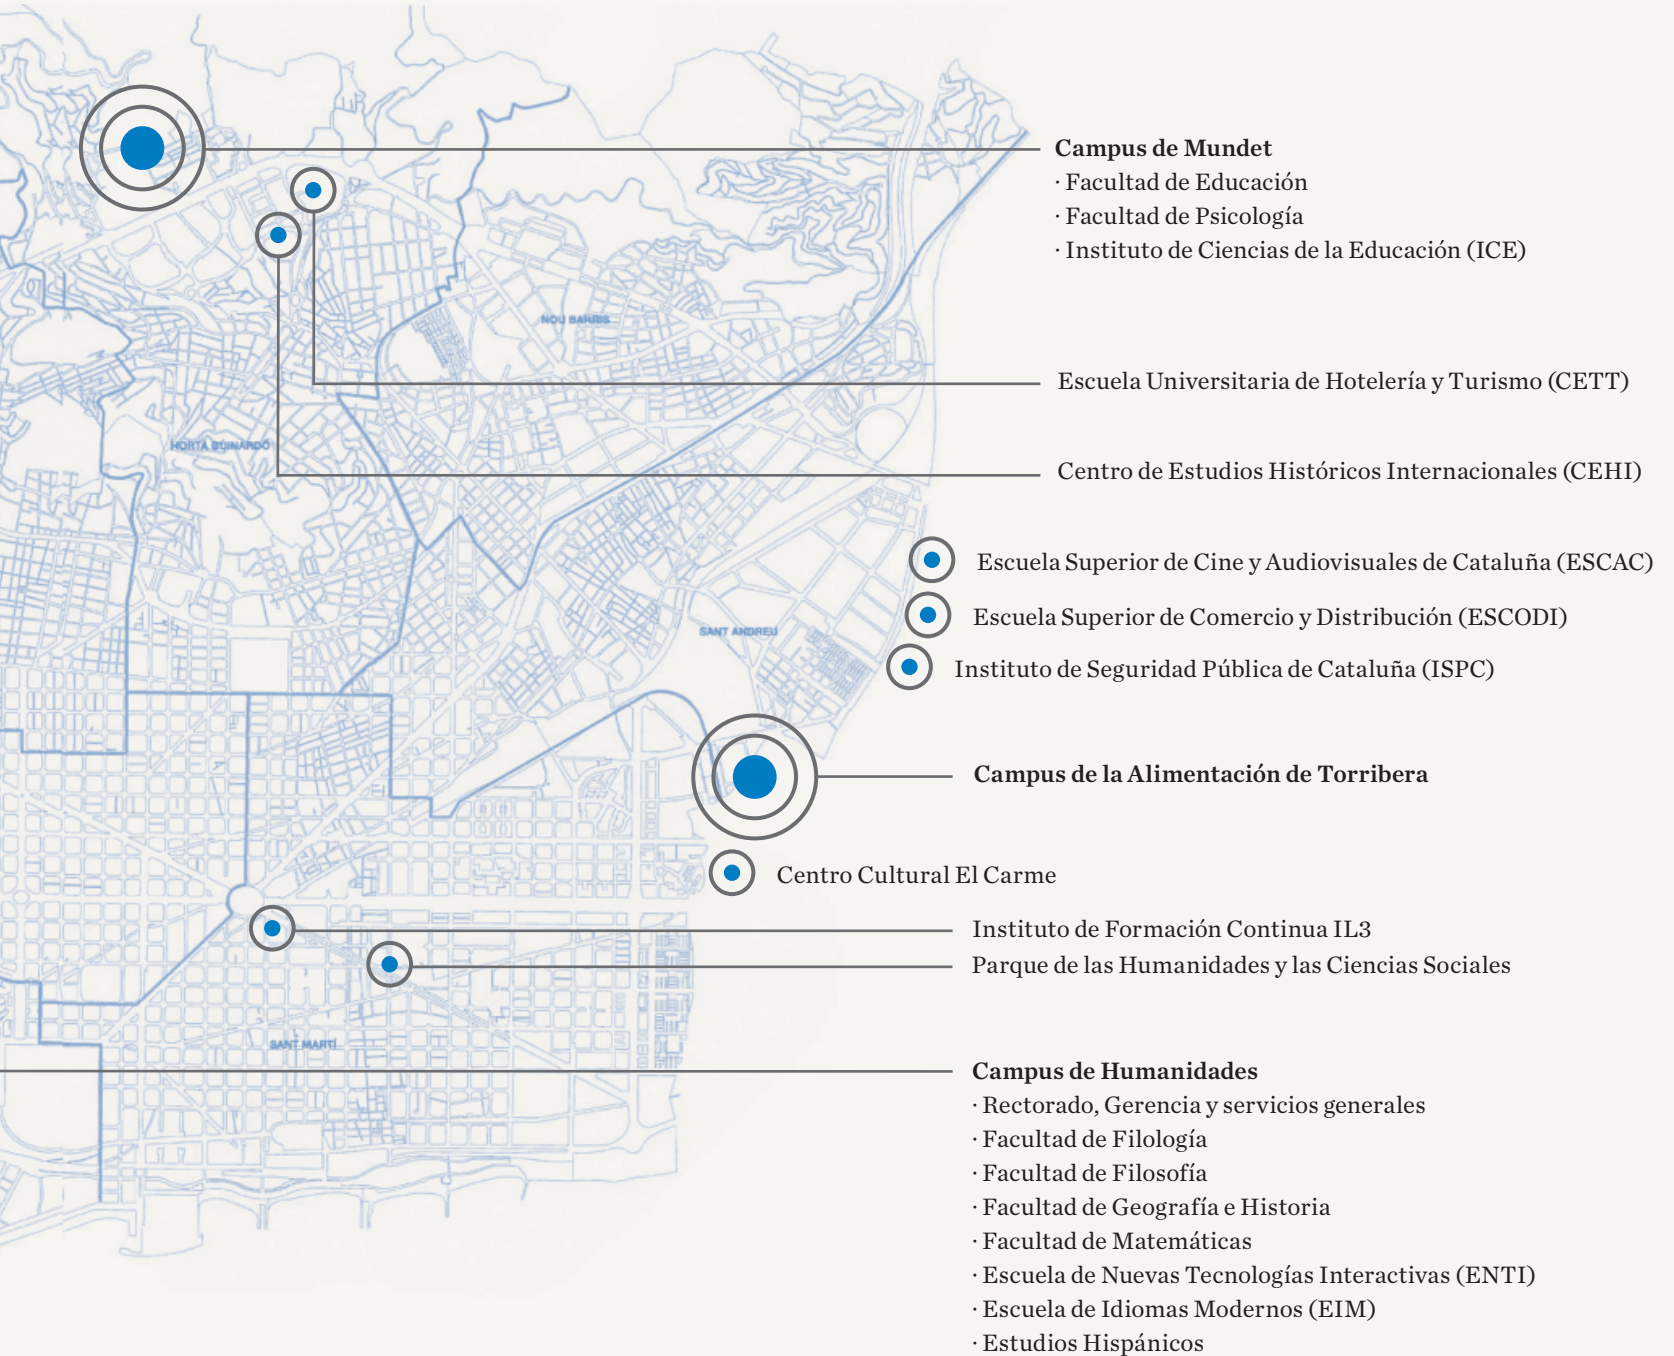 Campus de Mundet
· Facultad de Educación
· Facultad de Psicología
· Instituto de Ciencias de la Educación (ICE)
NOU BARRIS
Escuela Universitaria de Hotelería y Turismo (CETT)
HORTA GUINARDÓ
Centro de Estudios Históricos Internacionales (CEHI)
Escuela Superior de Cine y Audiovisuales de Cataluña (ESCAC)
Escuela Superior de Comercio y Distribución (ESCODI)
SANT ANDREU
Instituto de Seguridad Pública de Cataluña (ISPC)
Campus de la Alimentación de Torribera
Centro Cultural El Carme
Instituto de Formación Continua IL3
Parque de las Humanidades y las Ciencias Sociales
SANT MARTÍ
Campus de Humanidades
· Rectorado, Gerencia y servicios generales
· Facultad de Filología
· Facultad de Filosofía
· Facultad de Geografía e Historia
· Facultad de Matemáticas
· Escuela de Nuevas Tecnologías Interactivas (ENTI)
· Escuela de Idiomas Modernos (EIM)
· Estudios Hispánicos